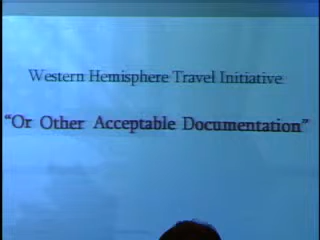 Western Hemisphere Travel Initiative
“Or Other Acceptable Documentation”